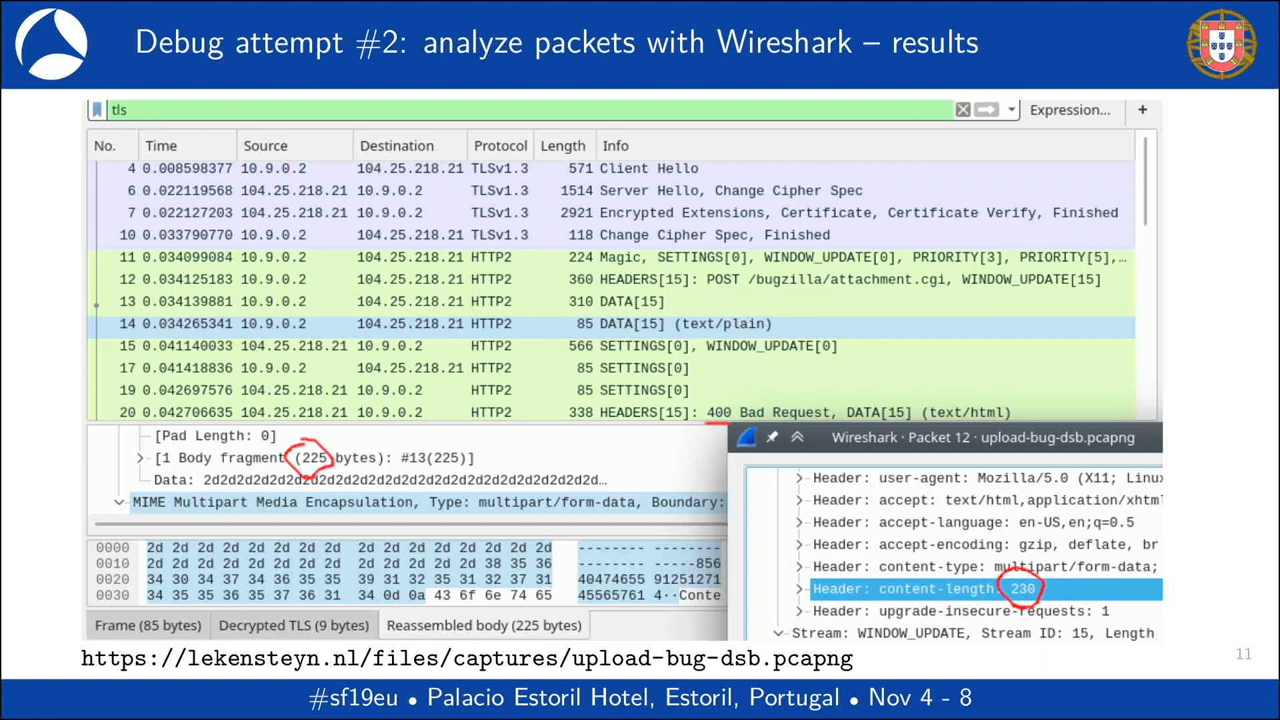 Debug attempt #2: analyze packets with Wireshark – results
tls
Expression... +
No. Time Source Destination Protocol Length Info
4 0.008598377 10.9.0.2 104.25.218.21 TLSv1.3 571 Client Hello
6 0.022119568 104.25.218.21 10.9.0.2 TLSv1.3 1514 Server Hello, Change Cipher Spec
7 0.022127203 104.25.218.21 10.9.0.2 TLSv1.3 2921 Encrypted Extensions, Certificate, Certificate Verify, Finished
10 0.033790770 10.9.0.2 104.25.218.21 TLSv1.3 118 Change Cipher Spec, Finished
11 0.034099084 10.9.0.2 104.25.218.21 HTTP2 224 Magic, SETTINGS[0], WINDOW_UPDATE[0], PRIORITY[3], PRIORITY[5],…
12 0.034125183 10.9.0.2 104.25.218.21 HTTP2 360 HEADERS[15]: POST /bugzilla/attachment.cgi, WINDOW_UPDATE[15]
13 0.034139881 10.9.0.2 104.25.218.21 HTTP2 310 DATA[15]
14 0.034265341 10.9.0.2 104.25.218.21 HTTP2 85 DATA[15] (text/plain)
15 0.041140033 104.25.218.21 10.9.0.2 HTTP2 566 SETTINGS[0], WINDOW_UPDATE[0]
17 0.041418836 10.9.0.2 104.25.218.21 HTTP2 85 SETTINGS[0]
19 0.042697576 104.25.218.21 10.9.0.2 HTTP2 85 SETTINGS[0]
20 0.042706635 104.25.218.21 10.9.0.2 HTTP2 338 HEADERS[15]: 400 Bad Request, DATA[15] (text/html)
[Pad Length: 0]
[1 Body fragment (225 bytes): #13(225)]
Data: 2d2d2d2d2d2d2d2d2d2d2d2d2d2d2d2d2d2d2d2d2d2d2d2d2d2d2d…
MIME Multipart Media Encapsulation, Type: multipart/form-data, Boundary:
0000 2d 2d 2d 2d 2d 2d 2d 2d 2d 2d 2d 2d 2d 2d 2d 2d -------- --------
0010 2d 2d 2d 2d 2d 2d 2d 2d 2d 2d 2d 2d 2d 38 35 36 -------- -----856
0020 34 30 34 37 34 36 35 35 39 31 32 35 31 32 37 31 40474655 91251271
0030 34 35 35 36 35 37 36 31 34 0d 0a 43 6f 6e 74 65 45565761 4··Conte
Frame (85 bytes) Decrypted TLS (9 bytes) Reassembled body (225 bytes)
Wireshark · Packet 12 · upload-bug-dsb.pcapng
Header: user-agent: Mozilla/5.0 (X11; Linux
Header: accept: text/html,application/xhtm
Header: accept-language: en-US,en;q=0.5
Header: accept-encoding: gzip, deflate, br
Header: content-type: multipart/form-data;
Header: content-length: 230
Header: upgrade-insecure-requests: 1
Stream: WINDOW_UPDATE, Stream ID: 15, Length
https://lekensteyn.nl/files/captures/upload-bug-dsb.pcapng
11
#sf19eu • Palacio Estoril Hotel, Estoril, Portugal • Nov 4 - 8